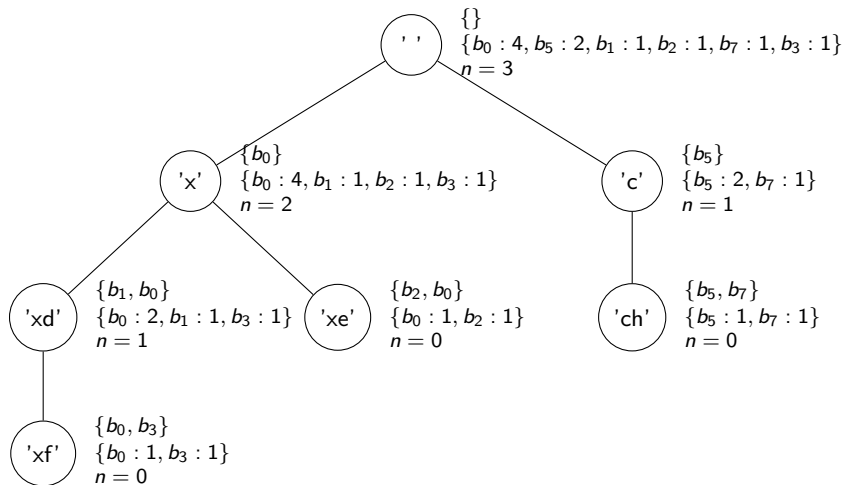 ' '
{}
{b₀ : 4, b₅ : 2, b₁ : 1, b₂ : 1, b₇ : 1, b₃ : 1}
n = 3
'x'
{b₀}
{b₀ : 4, b₁ : 1, b₂ : 1, b₃ : 1}
n = 2
'c'
{b₅}
{b₅ : 2, b₇ : 1}
n = 1
'xd'
{b₁, b₀}
{b₀ : 2, b₁ : 1, b₃ : 1}
n = 1
'xe'
{b₂, b₀}
{b₀ : 1, b₂ : 1}
n = 0
'ch'
{b₅, b₇}
{b₅ : 1, b₇ : 1}
n = 0
'xf'
{b₀, b₃}
{b₀ : 1, b₃ : 1}
n = 0